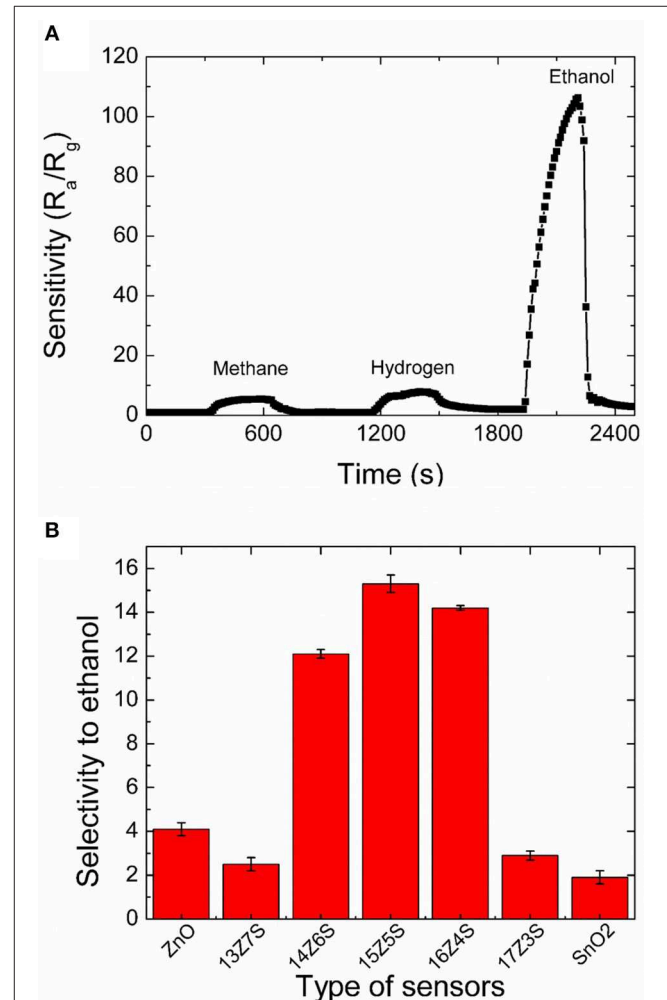 A
120
100
80
60
40
20
0
Sensitivity (Ra/Rg)
Methane
Hydrogen
Ethanol
0 600 1200 1800 2400
Time (s)
B
16
14
12
10
8
6
4
2
0
Selectivity to ethanol
ZnO 13Z7S 14Z6S 15Z5S 16Z4S 17Z3S SnO2
Type of sensors